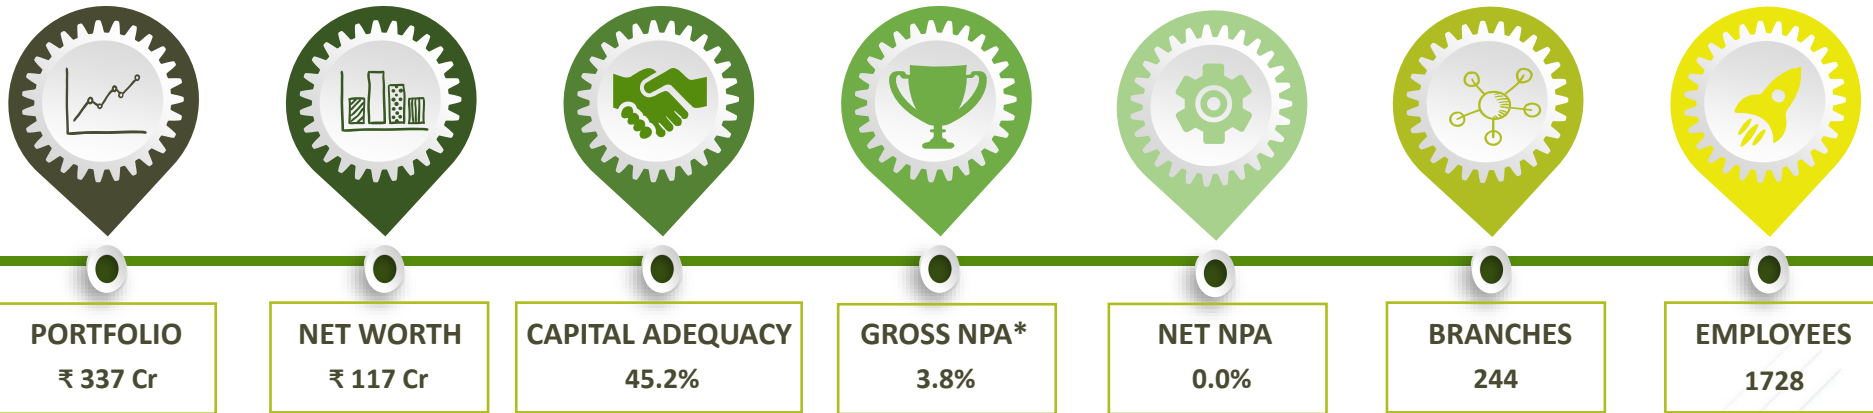 PORTFOLIO
₹ 337 Cr
NET WORTH
₹ 117 Cr
CAPITAL ADEQUACY
45.2%
GROSS NPA*
3.8%
NET NPA
0.0%
BRANCHES
244
EMPLOYEES
1728